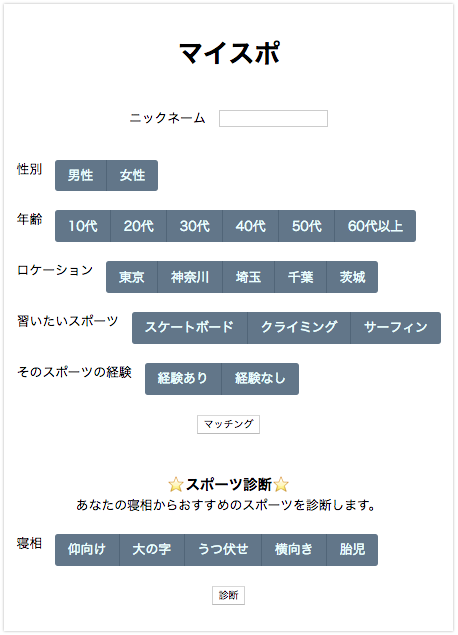 マイスポ
ニックネーム
性別 男性 女性
年齢 10代 20代 30代 40代 50代 60代以上
ロケーション 東京 神奈川 埼玉 千葉 茨城
習いたいスポーツ スケートボード クライミング サーフィン
そのスポーツの経験 経験あり 経験なし
マッチング
⭐スポーツ診断⭐
あなたの寝相からおすすめのスポーツを診断します。
寝相 仰向け 大の字 うつ伏せ 横向き 胎児
診断